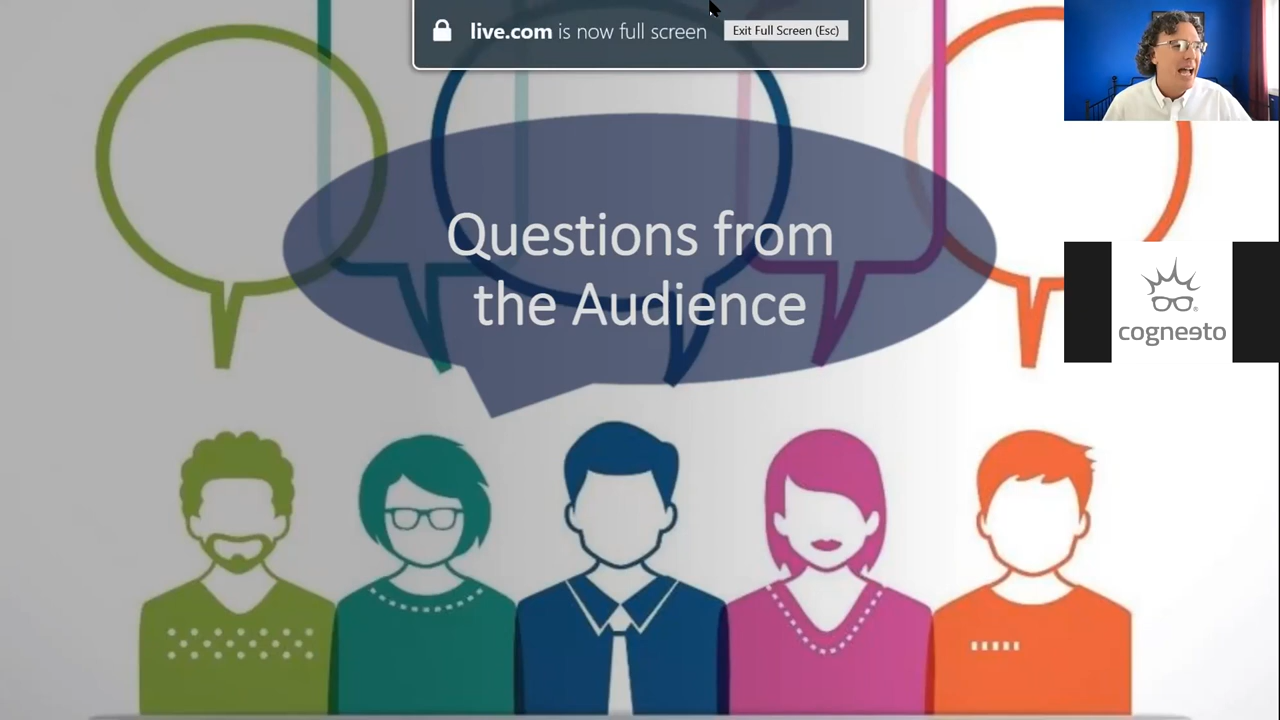 live.com is now full screen
Exit Full Screen (Esc)
Questions from
the Audience
cogneeto